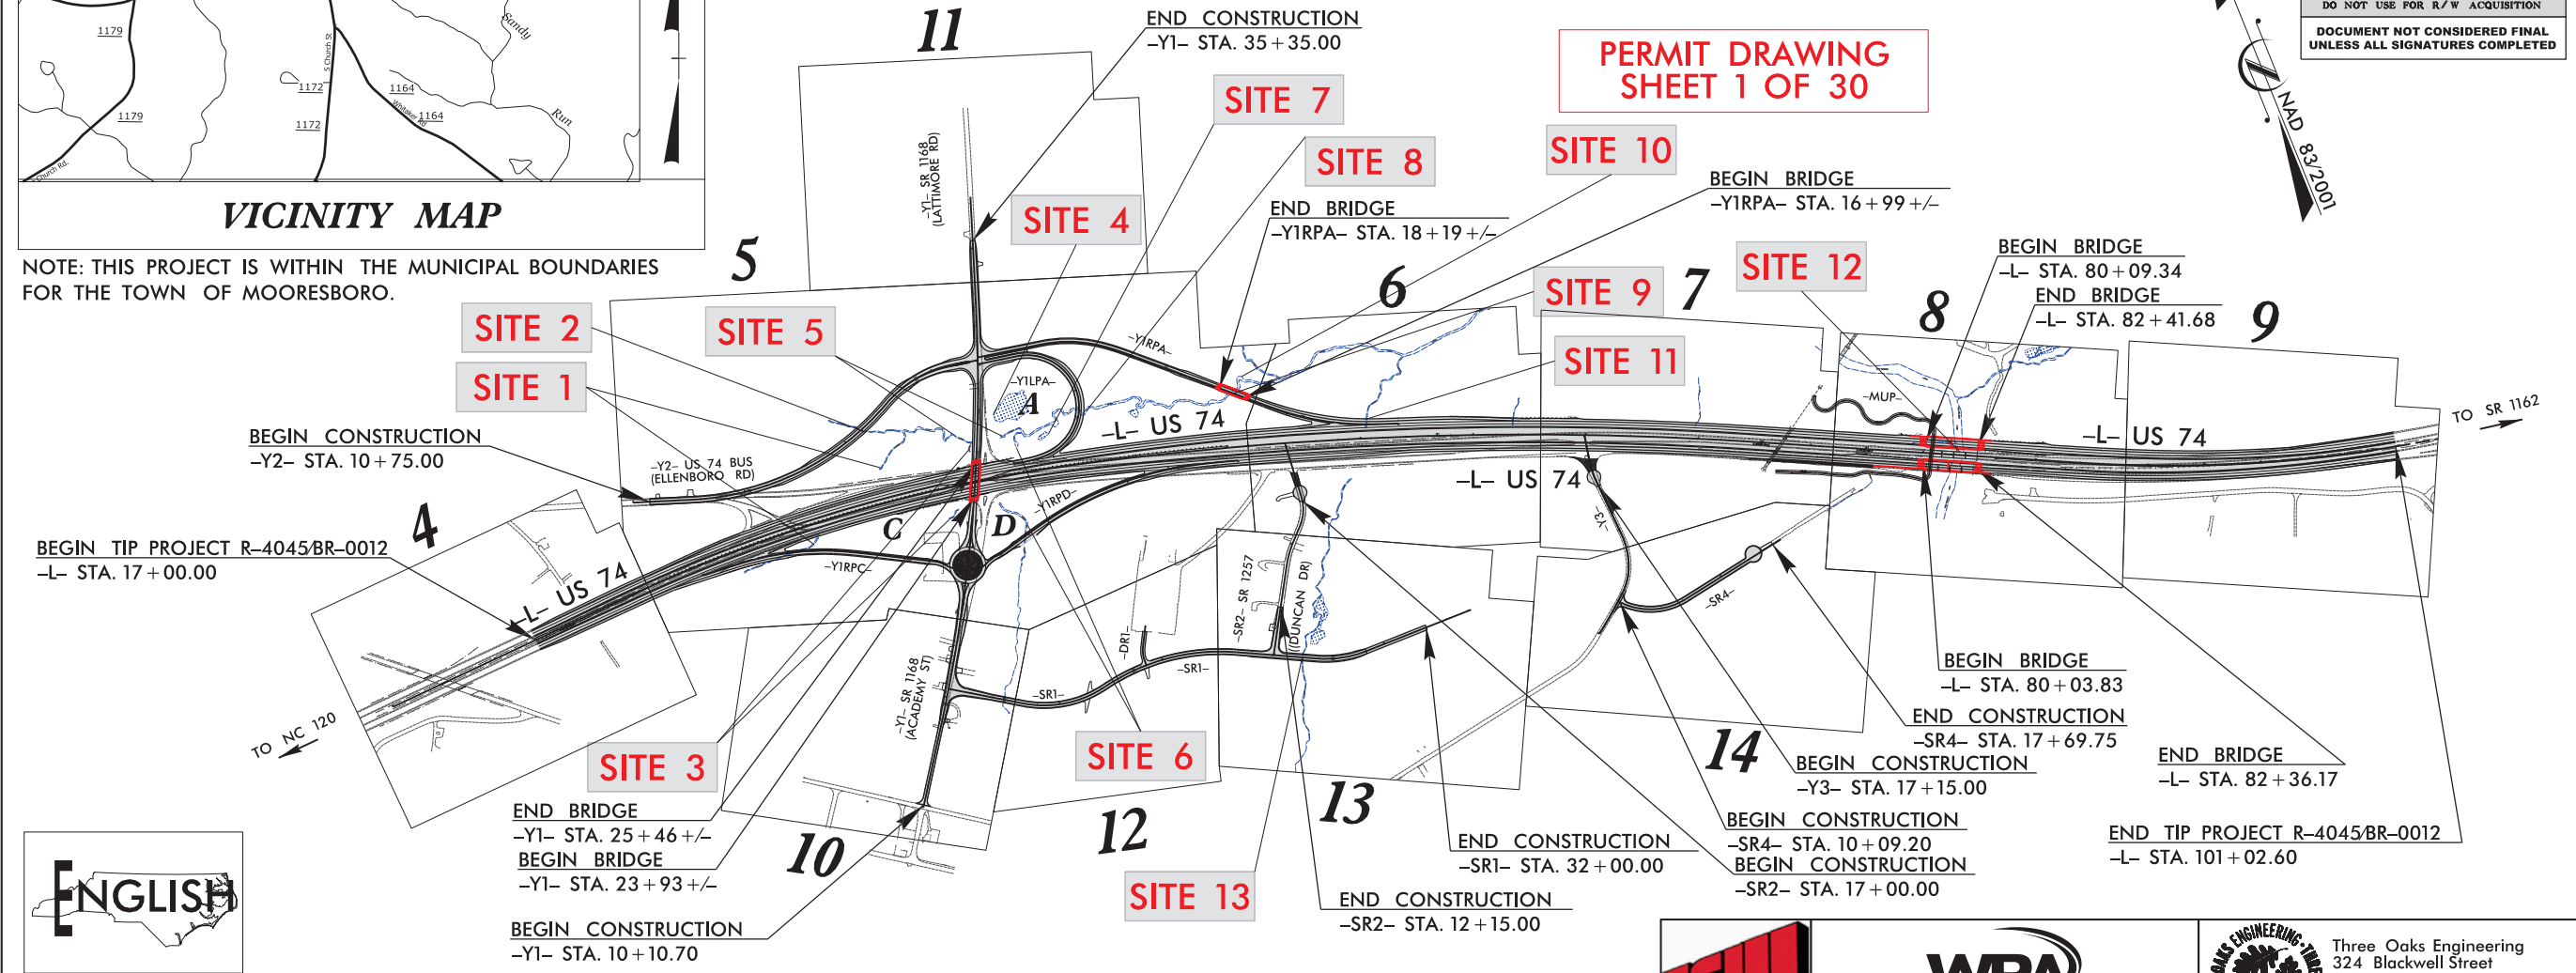 1179
1179
S Church St
1172
1172
1164
Whitaker Rd
1164
Sandy
Run
Church Rd.
VICINITY MAP
NOTE: THIS PROJECT IS WITHIN THE MUNICIPAL BOUNDARIES
FOR THE TOWN OF MOORESBORO.
DO NOT USE FOR R/W ACQUISITION
DOCUMENT NOT CONSIDERED FINAL
UNLESS ALL SIGNATURES COMPLETED
NAD 83/2001
PERMIT DRAWING
SHEET 1 OF 30
11
END CONSTRUCTION
-Y1- STA. 35+35.00
SITE 7
SITE 8
SITE 10
SITE 4
-Y1- SR 1168
(LATTIMORE RD)
END BRIDGE
-Y1RPA- STA. 18+19 +/-
BEGIN BRIDGE
-Y1RPA- STA. 16+99 +/-
5
6
SITE 9
7
SITE 12
BEGIN BRIDGE
-L- STA. 80+09.34
END BRIDGE
-L- STA. 82+41.68
8
9
SITE 2
SITE 5
SITE 1
SITE 11
-Y1RPA-
-Y1LPA-
A
-L- US 74
-MUP-
-L- US 74
TO SR 1162
BEGIN CONSTRUCTION
-Y2- STA. 10+75.00
-Y2- US 74 BUS
(ELLENBORO RD)
4
C
D
-Y1RPD-
-Y1RPC-
-L- US 74
-Y3-
BEGIN TIP PROJECT R-4045/BR-0012
-L- STA. 17+00.00
-L- US 74
-SR2- SR 1257
(DUNCAN DR)
-SR4-
-DR1-
-SR1-
-SR1-
-Y1- SR 1168
(ACADEMY ST)
TO NC 120
BEGIN BRIDGE
-L- STA. 80+03.83
END CONSTRUCTION
-SR4- STA. 17+69.75
SITE 3
SITE 6
14
BEGIN CONSTRUCTION
-Y3- STA. 17+15.00
END BRIDGE
-L- STA. 82+36.17
END BRIDGE
-Y1- STA. 25+46 +/-
BEGIN BRIDGE
-Y1- STA. 23+93 +/-
10
12
13
BEGIN CONSTRUCTION
-SR4- STA. 10+09.20
END TIP PROJECT R-4045/BR-0012
-L- STA. 101+02.60
END CONSTRUCTION
-SR1- STA. 32+00.00
BEGIN CONSTRUCTION
-SR2- STA. 17+00.00
SITE 13
END CONSTRUCTION
-SR2- STA. 12+15.00
BEGIN CONSTRUCTION
-Y1- STA. 10+10.70
ENGLISH
OAKS ENGINEERING
Three Oaks Engineering
324 Blackwell Street